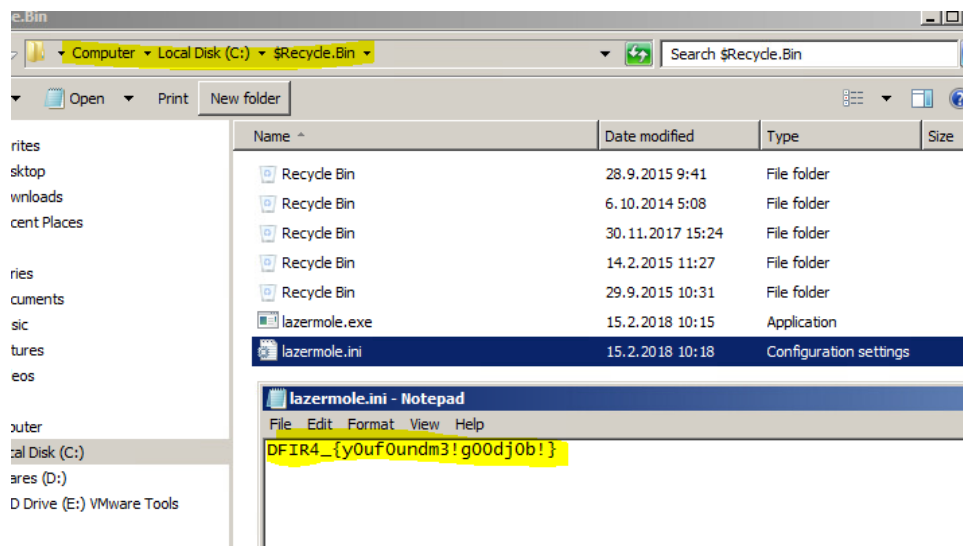 e.Bin
Computer Local Disk (C:) $Recycle.Bin
Search $Recycle.Bin
Open Print New folder
Name Date modified Type Size
rites
sktop
wnloads
cent Places
ries
cuments
sic
tures
eos
puter
cal Disk (C:)
ares (D:)
D Drive (E:) VMware Tools
Recycle Bin 28.9.2015 9:41 File folder
Recycle Bin 6.10.2014 5:08 File folder
Recycle Bin 30.11.2017 15:24 File folder
Recycle Bin 14.2.2015 11:27 File folder
Recycle Bin 29.9.2015 10:31 File folder
lazermole.exe 15.2.2018 10:15 Application
lazermole.ini 15.2.2018 10:18 Configuration settings
lazermole.ini - Notepad
File Edit Format View Help
DFIR4_{y0uf0undm3!g00dj0b!}